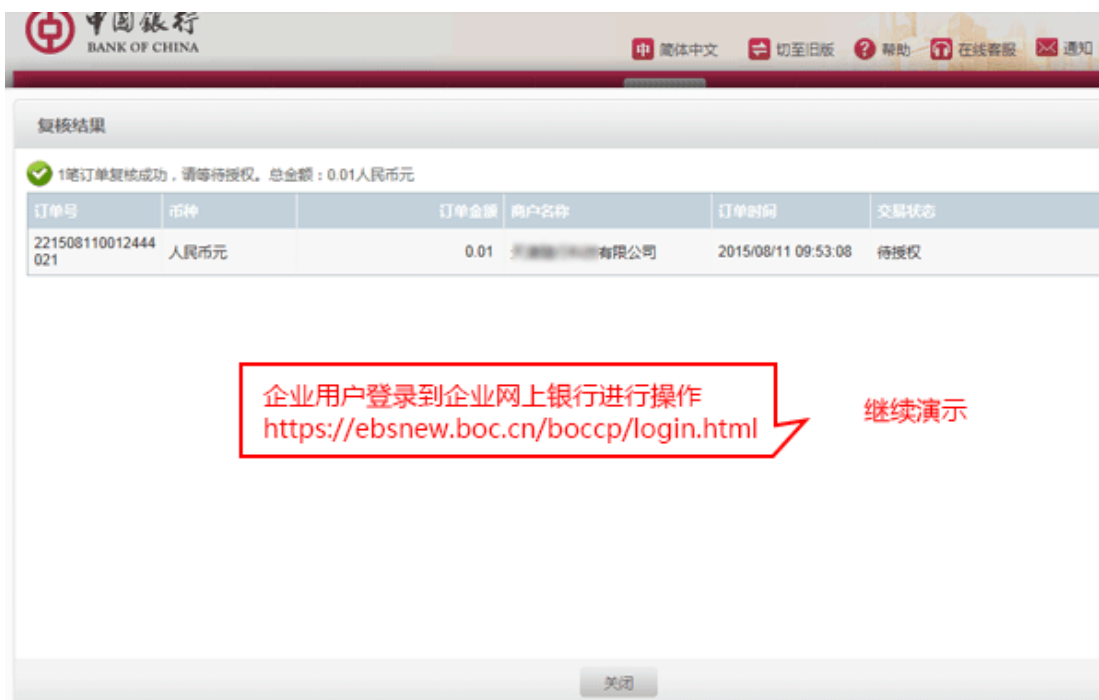 中国银行
BANK OF CHINA
中 简体中文 切至旧版 ? 帮助 在线客服 通知
复核结果
1笔订单复核成功，请等待授权。总金额：0.01人民币元
订单号 币种 订单金额 商户名称 订单时间 交易状态
221508110012444 人民币元 0.01 有限公司 2015/08/11 09:53:08 待授权
021
企业用户登录到企业网上银行进行操作
https://ebsnew.boc.cn/boccp/login.html
继续演示
关闭